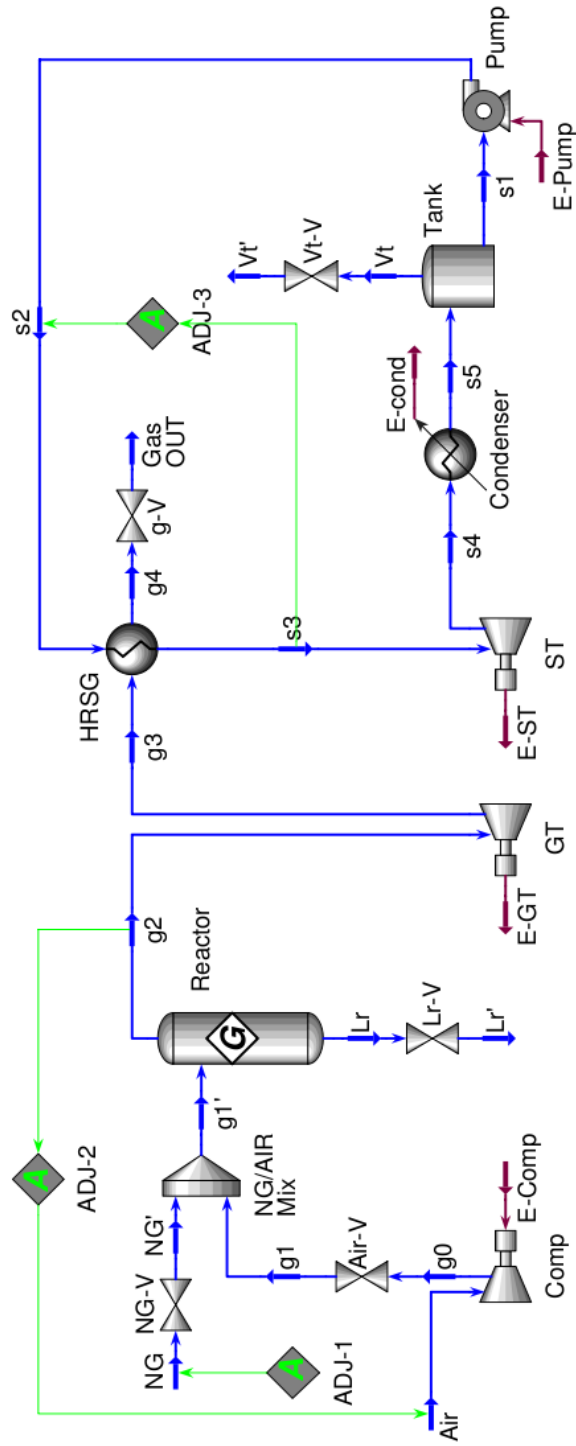 Air
E-Comp
Comp
g0
Air-V
g1
NG
NG-V
NG'
A
ADJ-1
NG/AIR
Mix
g1'
A
ADJ-2
G
Reactor
Lr
Lr-V
Lr'
g2
GT
E-GT
g3
HRSG
g4
g-V
Gas
OUT
s3
ST
E-ST
s4
Condenser
E-cond
s5
Tank
Vt
Vt-V
Vt'
A
ADJ-3
s1
Pump
E-Pump
s2